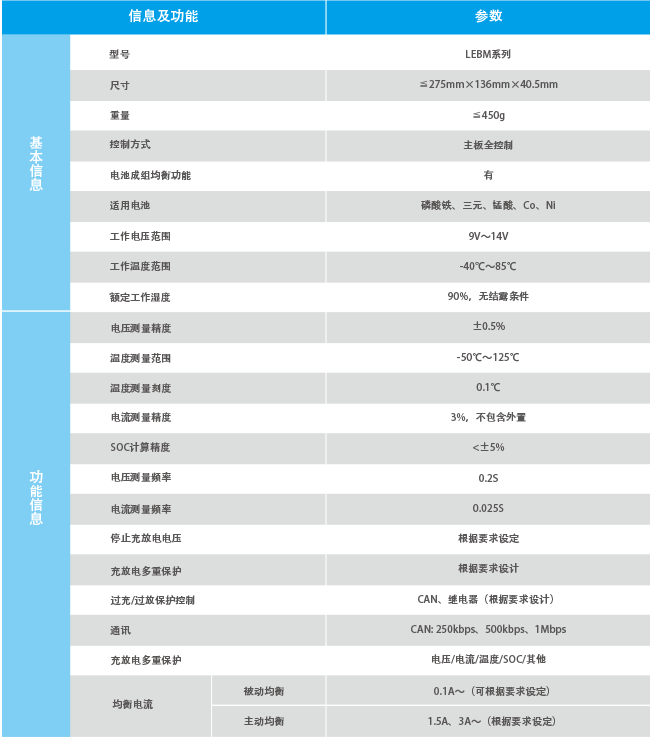 信息及功能 参数
基本信息
型号 LEBM系列
尺寸 ≦275mm×136mm×40.5mm
重量 ≦450g
控制方式 主板全控制
电池成组均衡功能 有
适用电池 磷酸铁、三元、锰酸、Co、Ni
工作电压范围 9V～14V
工作温度范围 -40℃～85℃
额定工作湿度 90%，无结露条件
功能信息
电压测量精度 ±0.5%
温度测量范围 -50℃～125℃
温度测量刻度 0.1℃
电流测量精度 3%，不包含外置
SOC计算精度 <±5%
电压测量频率 0.2S
电流测量频率 0.025S
停止充放电电压 根据要求设定
充放电多重保护 根据要求设计
过充/过放保护控制 CAN、继电器（根据要求设计）
通讯 CAN: 250kbps、500kbps、1Mbps
充放电多重保护 电压/电流/温度/SOC/其他
均衡电流
被动均衡 0.1A～（可根据要求设定）
主动均衡 1.5A、3A～（根据要求设定）